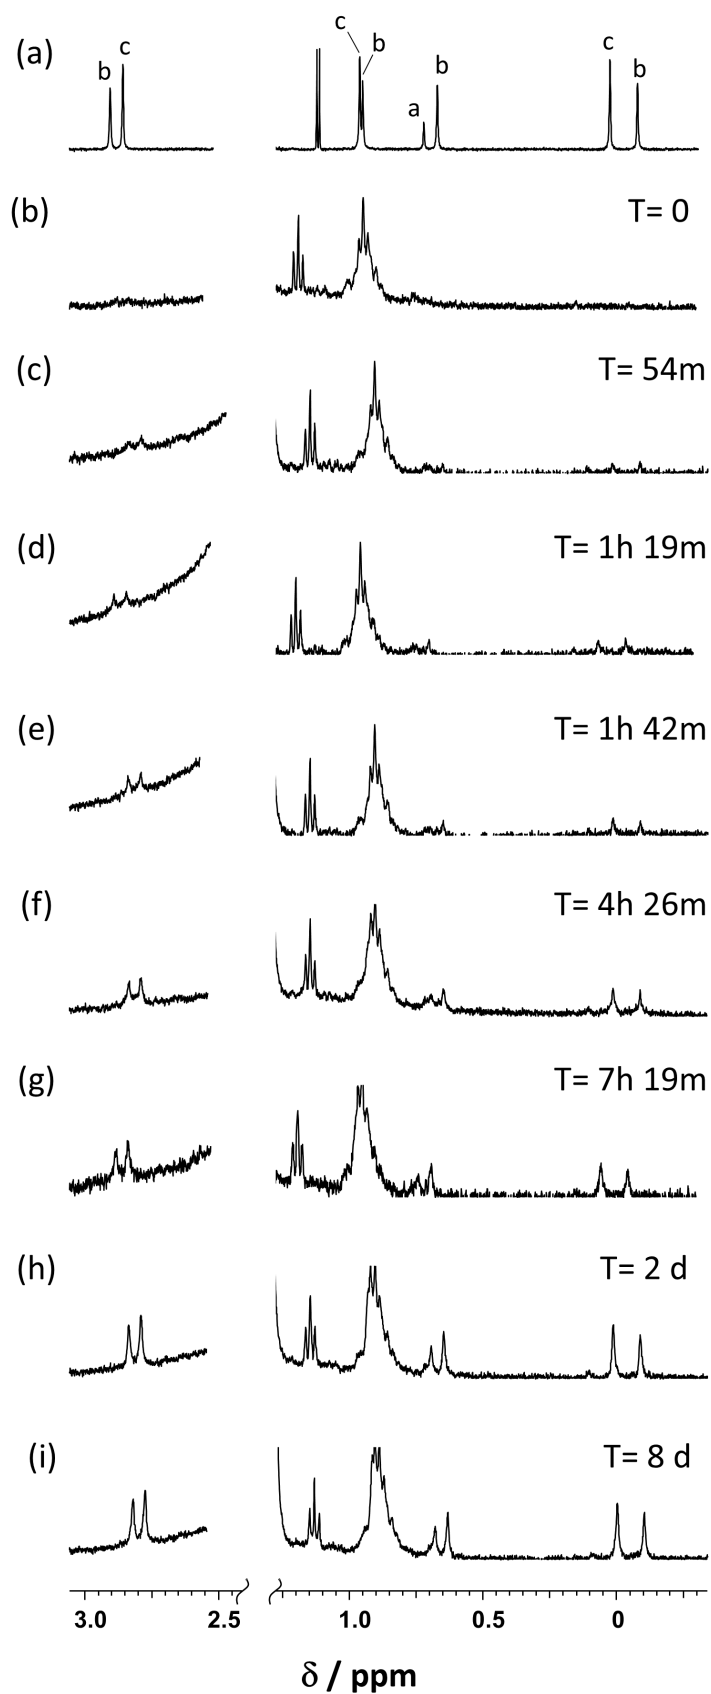 (a)
b c
c
b
a
b
c
b
(b)
T= 0
(c)
T= 54m
(d)
T= 1h 19m
(e)
T= 1h 42m
(f)
T= 4h 26m
(g)
T= 7h 19m
(h)
T= 2 d
(i)
T= 8 d
3.0 2.5 1.0 0.5 0
δ / ppm